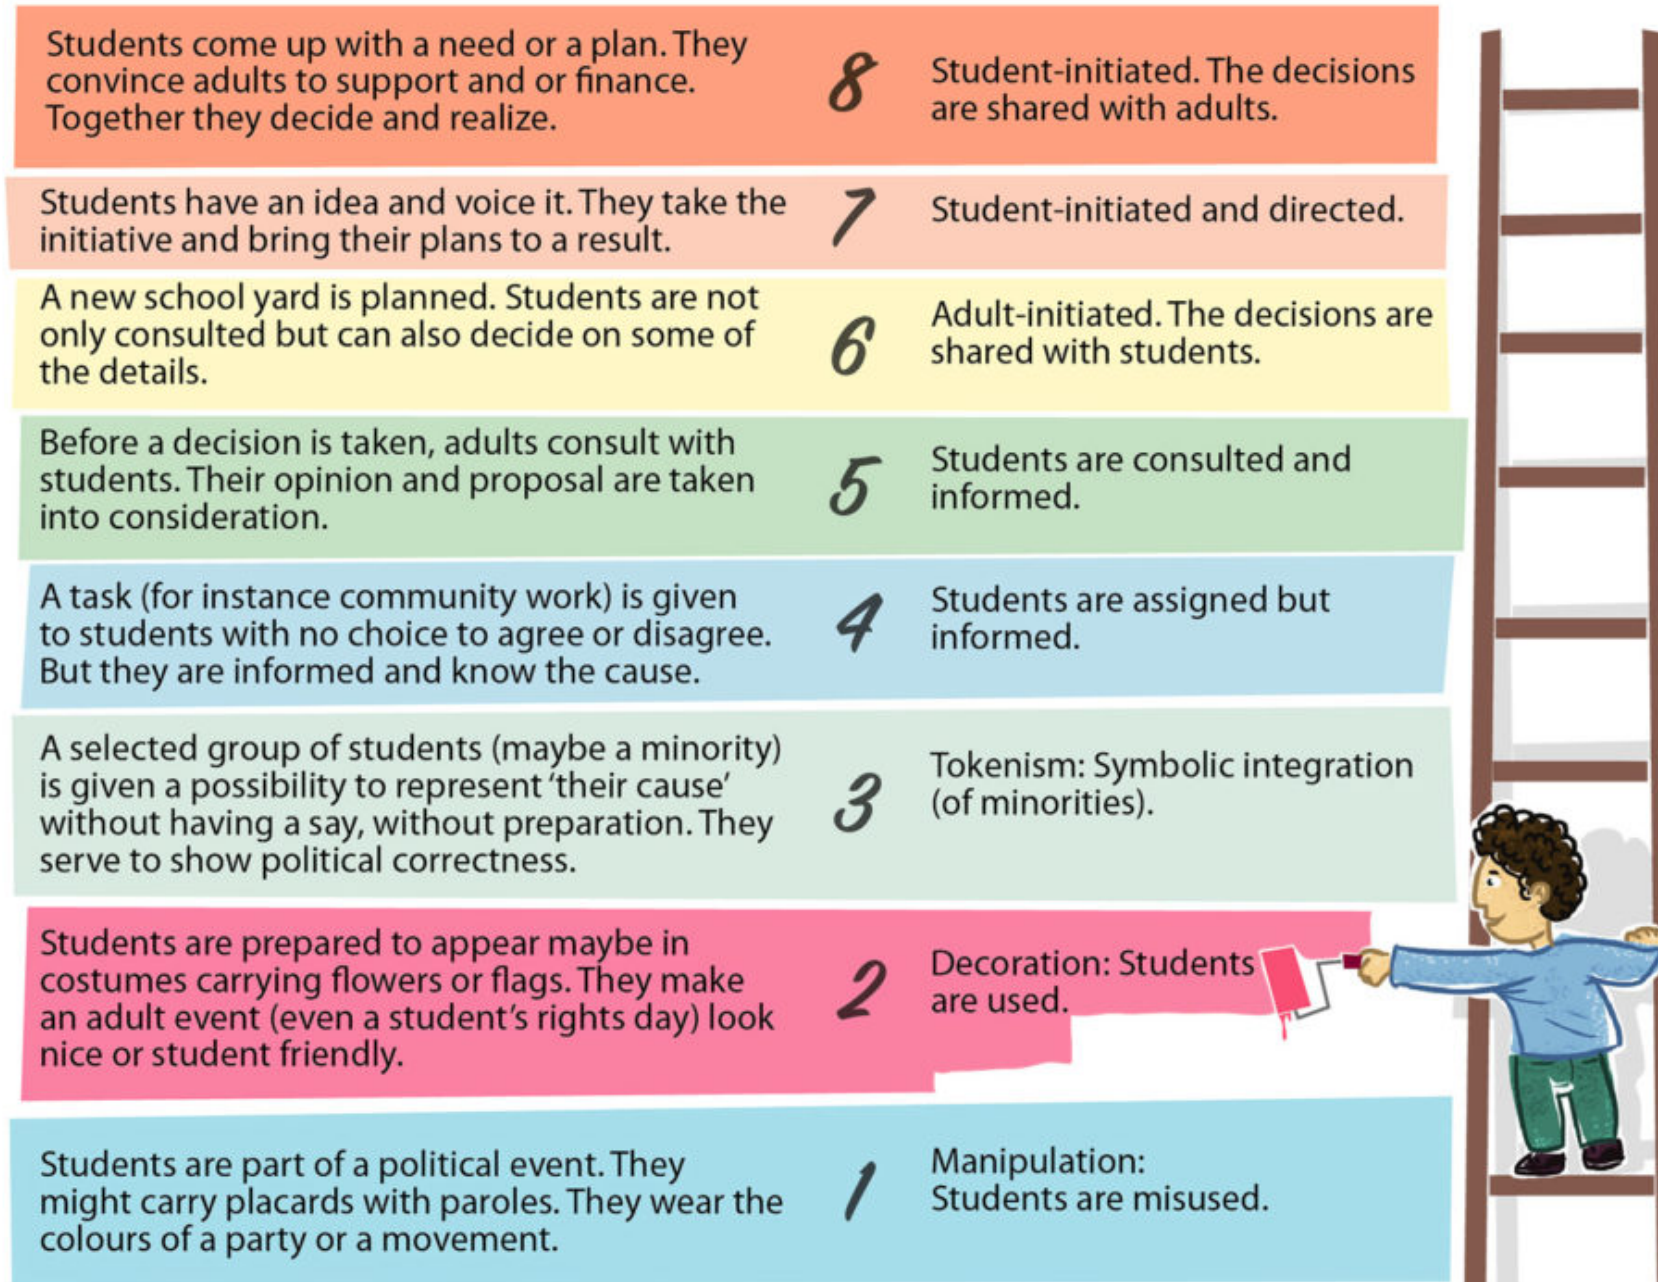 Students come up with a need or a plan. They
convince adults to support and or finance.
Together they decide and realize.
8
Student-initiated. The decisions
are shared with adults.
Students have an idea and voice it. They take the
initiative and bring their plans to a result.
7
Student-initiated and directed.
A new school yard is planned. Students are not
only consulted but can also decide on some of
the details.
6
Adult-initiated. The decisions are
shared with students.
Before a decision is taken, adults consult with
students. Their opinion and proposal are taken
into consideration.
5
Students are consulted and
informed.
A task (for instance community work) is given
to students with no choice to agree or disagree.
But they are informed and know the cause.
4
Students are assigned but
informed.
A selected group of students (maybe a minority)
is given a possibility to represent ‘their cause’
without having a say, without preparation. They
serve to show political correctness.
3
Tokenism: Symbolic integration
(of minorities).
Students are prepared to appear maybe in
costumes carrying flowers or flags. They make
an adult event (even a student’s rights day) look
nice or student friendly.
2
Decoration: Students
are used.
Students are part of a political event. They
might carry placards with paroles. They wear the
colours of a party or a movement.
1
Manipulation:
Students are misused.